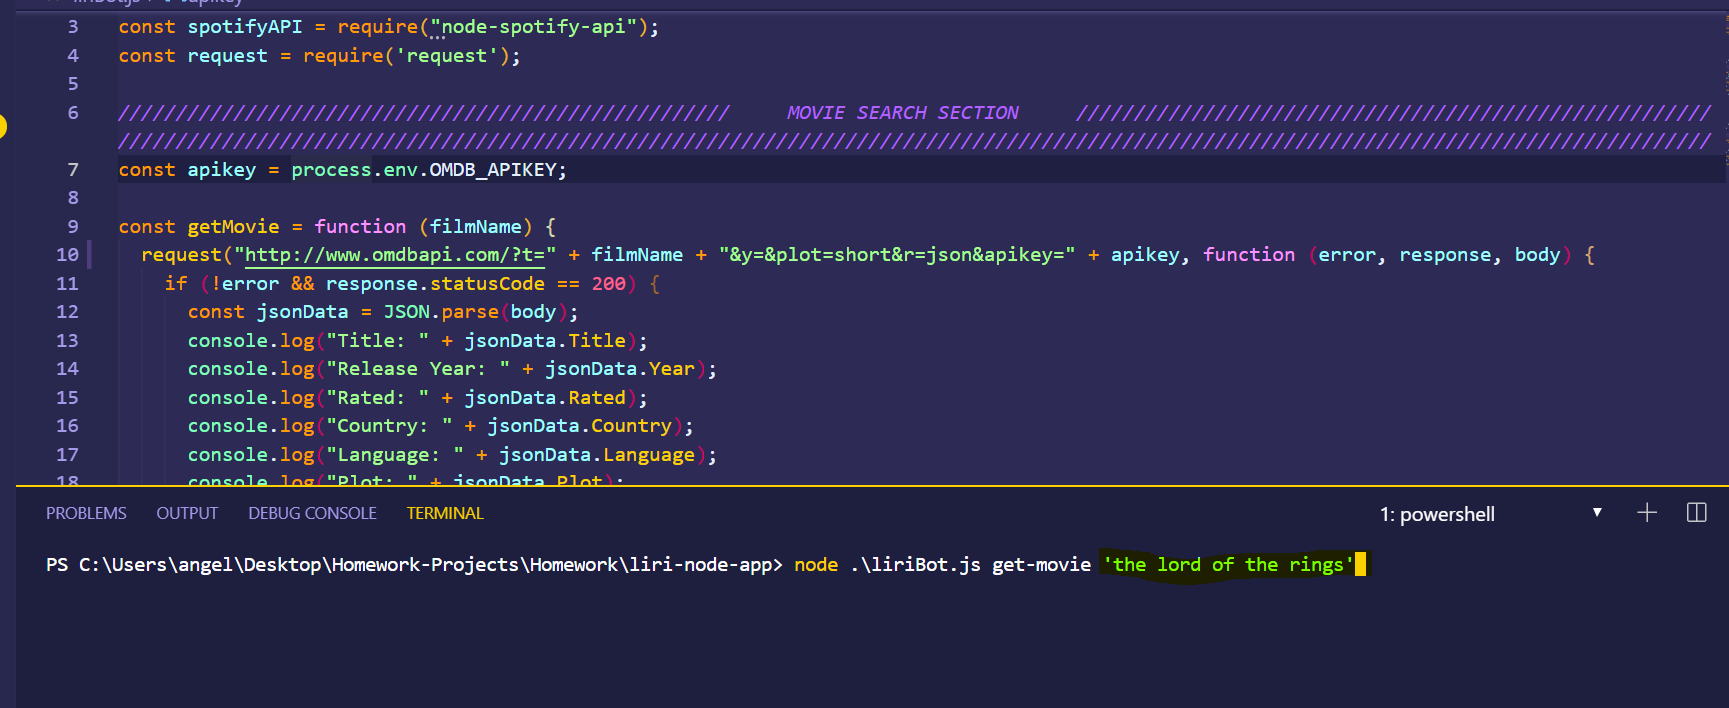 3 const spotifyAPI = require("node-spotify-api");
4 const request = require('request');
5
6 ///////////////////////////////////////////////////// MOVIE SEARCH SECTION ///////////////////////////////////////////////////////
//////////////////////////////////////////////////////////////////////////////////////////////////////////////////////////////////////////
7 const apikey = process.env.OMDB_APIKEY;
8
9 const getMovie = function (filmName) {
10 request("http://www.omdbapi.com/?t=" + filmName + "&y=&plot=short&r=json&apikey=" + apikey, function (error, response, body) {
11 if (!error && response.statusCode == 200) {
12 const jsonData = JSON.parse(body);
13 console.log("Title: " + jsonData.Title);
14 console.log("Release Year: " + jsonData.Year);
15 console.log("Rated: " + jsonData.Rated);
16 console.log("Country: " + jsonData.Country);
17 console.log("Language: " + jsonData.Language);
18 console.log("Plot: " + jsonData.Plot);
PROBLEMS OUTPUT DEBUG CONSOLE TERMINAL 1: powershell
PS C:\Users\angel\Desktop\Homework-Projects\Homework\liri-node-app> node .\liriBot.js get-movie 'the lord of the rings'